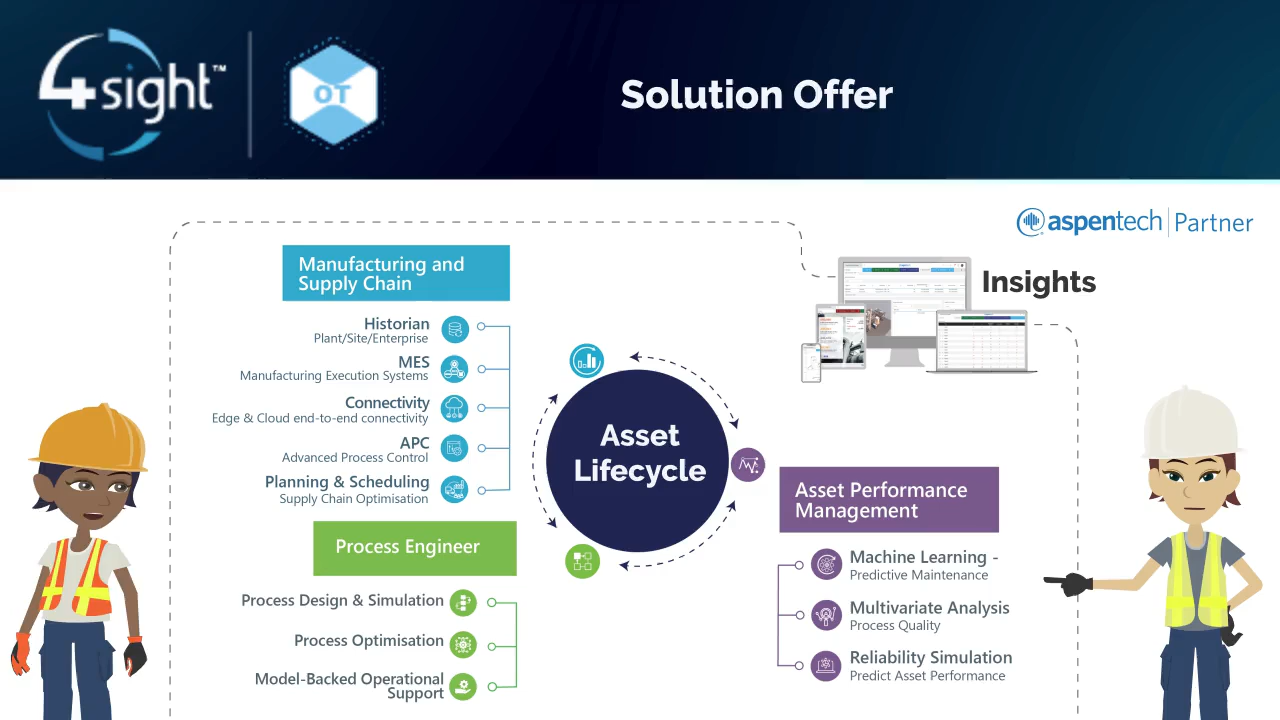 4sight™
OT
Solution Offer
aspentech | Partner
Manufacturing and
Supply Chain
Historian
Plant/Site/Enterprise
MES
Manufacturing Execution Systems
Connectivity
Edge & Cloud end-to-end connectivity
APC
Advanced Process Control
Planning & Scheduling
Supply Chain Optimisation
Process Engineer
Process Design & Simulation
Process Optimisation
Model-Backed Operational
Support
Asset
Lifecycle
Insights
Asset Performance
Management
Machine Learning -
Predictive Maintenance
Multivariate Analysis
Process Quality
Reliability Simulation
Predict Asset Performance